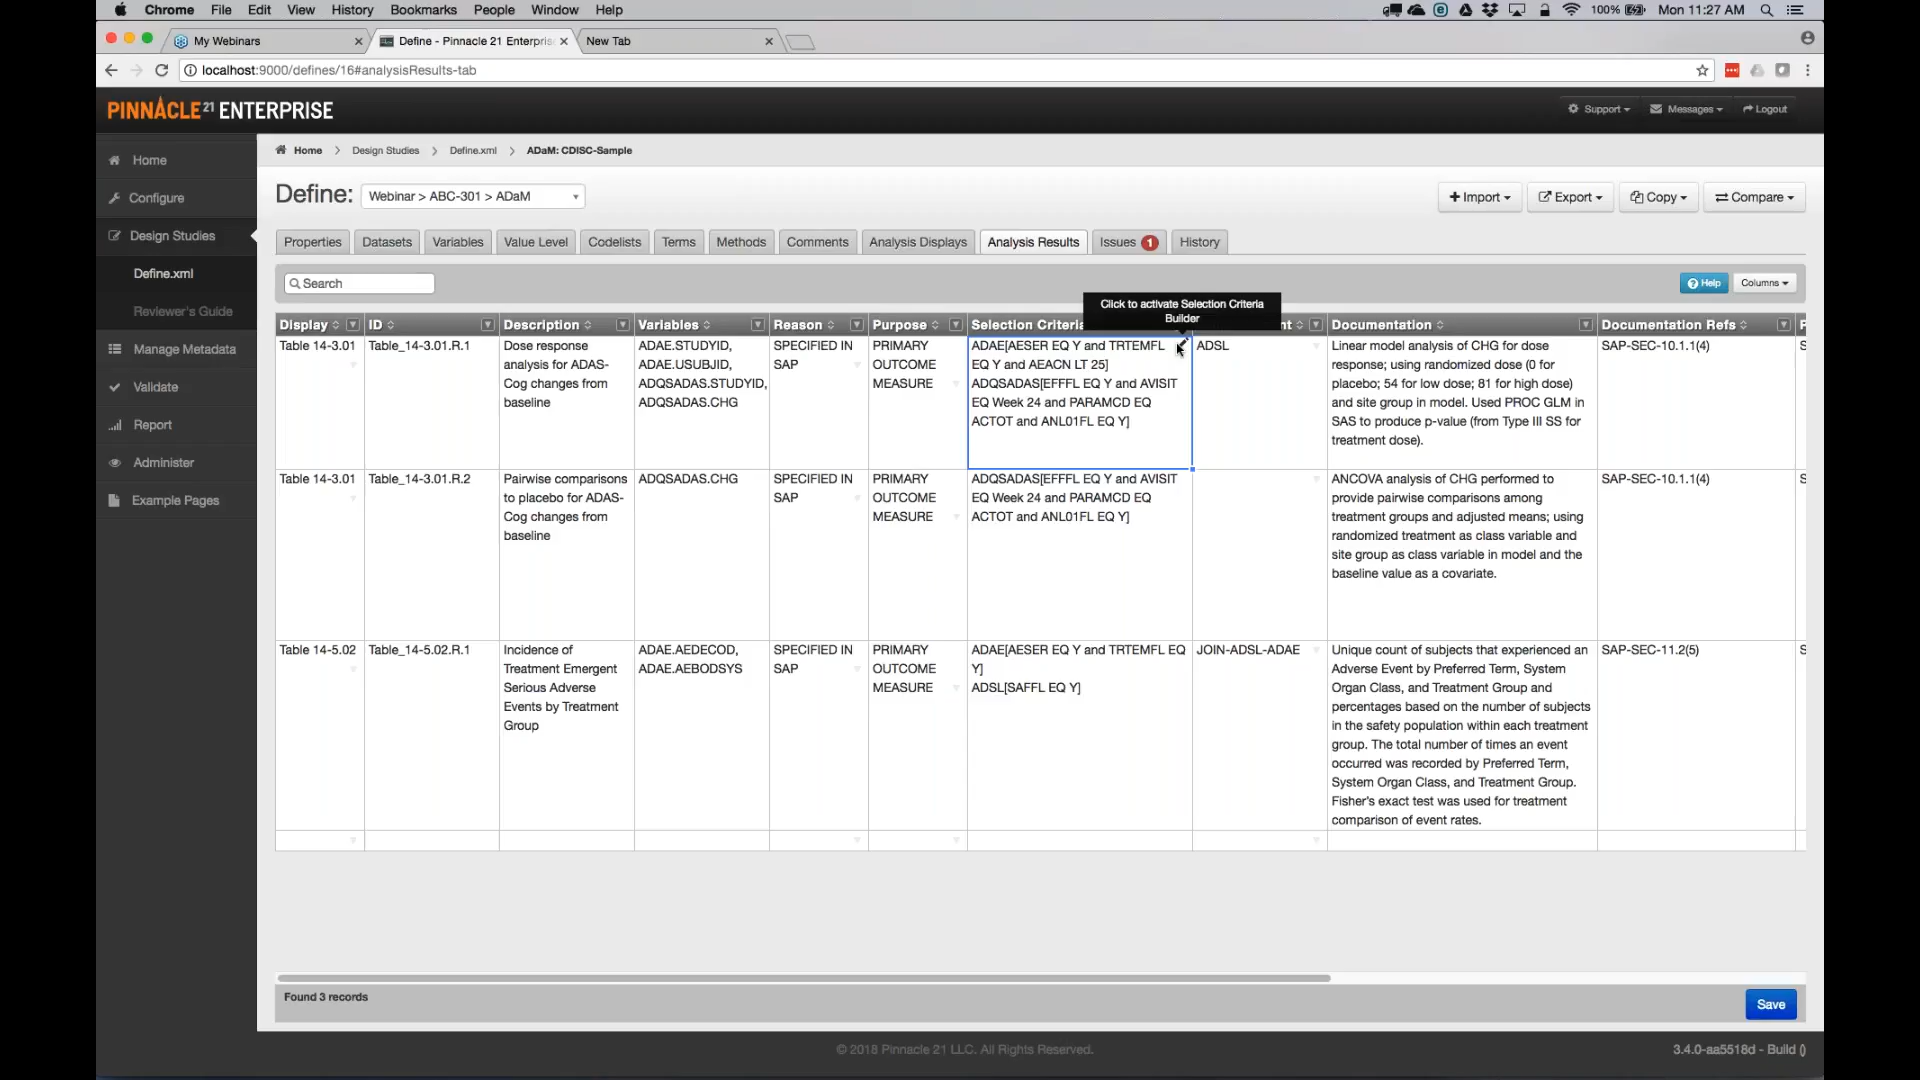 Chrome File Edit View History Bookmarks People Window Help 100% Mon 11:27 AM
My Webinars Define - Pinnacle 21 Enterpris New Tab
localhost:9000/defines/16#analysisResults-tab
PINNACLE 21 ENTERPRISE Support Messages Logout
Home
Configure
Design Studies
Define.xml
Reviewer's Guide
Manage Metadata
Validate
Report
Administer
Example Pages
Home > Design Studies > Define.xml > ADaM: CDISC-Sample
Define: Webinar > ABC-301 > ADaM Import Export Copy Compare
Properties Datasets Variables Value Level Codelists Terms Methods Comments Analysis Displays Analysis Results Issues 1 History
Search Help Columns
Click to activate Selection Criteria
Builder
Display ID Description Variables Reason Purpose Selection Criteria Documentation Documentation Refs
Table 14-3.01
Table_14-3.01.R.1
Dose response
analysis for ADAS-
Cog changes from
baseline
ADAE.STUDYID,
ADAE.USUBJID,
ADQSADAS.STUDYID,
ADQSADAS.CHG
SPECIFIED IN
SAP
PRIMARY
OUTCOME
MEASURE
ADAE[AESER EQ Y and TRTEMFL
EQ Y and AEACN LT 25]
ADQSADAS[EFFFL EQ Y and AVISIT
EQ Week 24 and PARAMCD EQ
ACTOT and ANL01FL EQ Y]
ADSL
Linear model analysis of CHG for dose
response; using randomized dose (0 for
placebo; 54 for low dose; 81 for high dose)
and site group in model. Used PROC GLM in
SAS to produce p-value (from Type III SS for
treatment dose).
SAP-SEC-10.1.1(4)
Table 14-3.01
Table_14-3.01.R.2
Pairwise comparisons
to placebo for ADAS-
Cog changes from
baseline
ADQSADAS.CHG
SPECIFIED IN
SAP
PRIMARY
OUTCOME
MEASURE
ADQSADAS[EFFFL EQ Y and AVISIT
EQ Week 24 and PARAMCD EQ
ACTOT and ANL01FL EQ Y]
ANCOVA analysis of CHG performed to
provide pairwise comparisons among
treatment groups and adjusted means; using
randomized treatment as class variable and
site group as class variable in model and the
baseline value as a covariate.
SAP-SEC-10.1.1(4)
Table 14-5.02
Table_14-5.02.R.1
Incidence of
Treatment Emergent
Serious Adverse
Events by Treatment
Group
ADAE.AEDECOD,
ADAE.AEBODSYS
SPECIFIED IN
SAP
PRIMARY
OUTCOME
MEASURE
ADAE[AESER EQ Y and TRTEMFL EQ
Y]
ADSL[SAFFL EQ Y]
JOIN-ADSL-ADAE
Unique count of subjects that experienced an
Adverse Event by Preferred Term, System
Organ Class, and Treatment Group and
percentages based on the number of subjects
in the safety population within each treatment
group. The total number of times an event
occurred was recorded by Preferred Term,
System Organ Class, and Treatment Group.
Fisher's exact test was used for treatment
comparison of event rates.
SAP-SEC-11.2(5)
Found 3 records
Save
© 2018 Pinnacle 21 LLC. All Rights Reserved.
3.4.0-aa5518d - Build ()